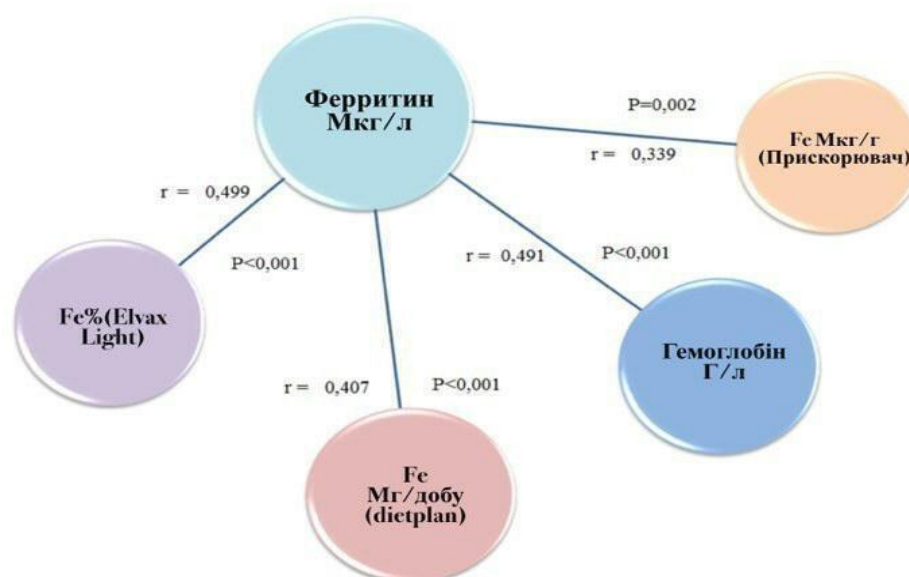 Ферритин
Мкг/л
P=0,002
r = 0,339
Fe Мкг/г
(Прискорювач)
r = 0,499
P<0,001
Fe%(Elvax
Light)
r = 0,491
P<0,001
Гемоглобін
Г/л
r = 0,407
P<0,001
Fe
Мг/добу
(dietplan)